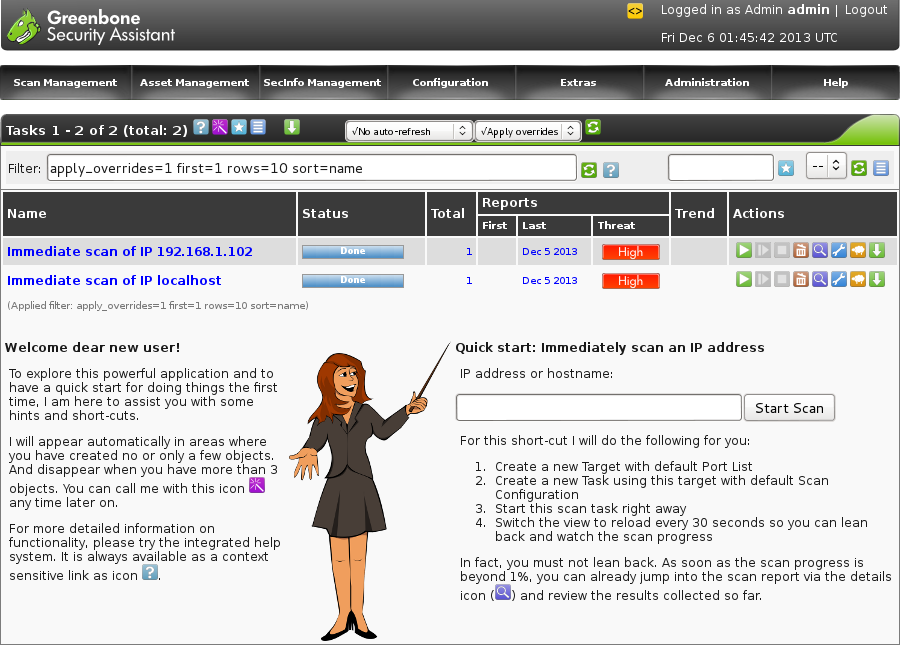 Greenbone
Security Assistant
<> Logged in as Admin admin | Logout
Fri Dec 6 01:45:42 2013 UTC
Scan Management Asset Management SecInfo Management Configuration Extras Administration Help
Tasks 1 - 2 of 2 (total: 2) ? √No auto-refresh √Apply overrides
Filter: apply_overrides=1 first=1 rows=10 sort=name ? --
Name Status Total Reports Trend Actions
First Last Threat
Immediate scan of IP 192.168.1.102 Done 1 Dec 5 2013 High
Immediate scan of IP localhost Done 1 Dec 5 2013 High
(Applied filter: apply_overrides=1 first=1 rows=10 sort=name)
Welcome dear new user!
To explore this powerful application and to
have a quick start for doing things the first
time, I am here to assist you with some
hints and short-cuts.
I will appear automatically in areas where
you have created no or only a few objects.
And disappear when you have more than 3
objects. You can call me with this icon
any time later on.
For more detailed information on
functionality, please try the integrated help
system. It is always available as a context
sensitive link as icon ?.
Quick start: Immediately scan an IP address
IP address or hostname:
Start Scan
For this short-cut I will do the following for you:
1. Create a new Target with default Port List
2. Create a new Task using this target with default Scan
Configuration
3. Start this scan task right away
4. Switch the view to reload every 30 seconds so you can lean
back and watch the scan progress
In fact, you must not lean back. As soon as the scan progress is
beyond 1%, you can already jump into the scan report via the details
icon ( ) and review the results collected so far.